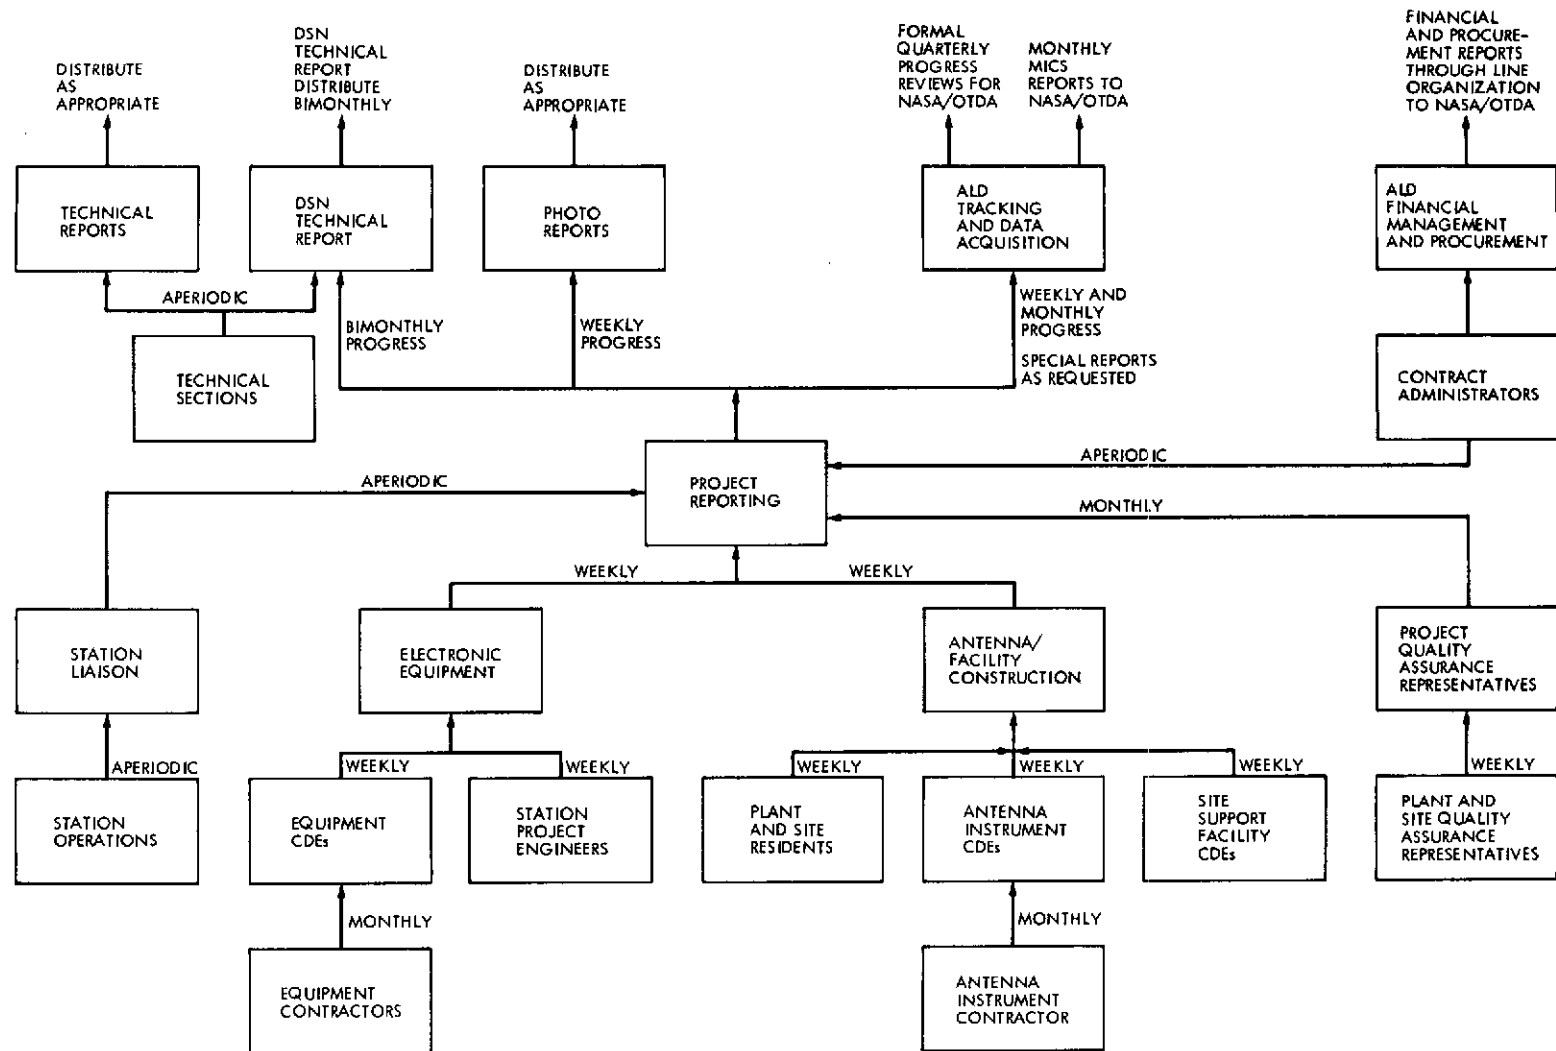 DISTRIBUTE
AS
APPROPRIATE
DSN
TECHNICAL
REPORT
DISTRIBUTE
BIMONTHLY
DISTRIBUTE
AS
APPROPRIATE
FORMAL
QUARTERLY
PROGRESS
REVIEWS FOR
NASA/OTDA
MONTHLY
MICS
REPORTS TO
NASA/OTDA
FINANCIAL
AND PROCURE-
MENT REPORTS
THROUGH LINE
ORGANIZATION
TO NASA/OTDA
TECHNICAL
REPORTS
DSN
TECHNICAL
REPORT
PHOTO
REPORTS
ALD
TRACKING
AND DATA
ACQUISITION
ALD
FINANCIAL
MANAGEMENT
AND PROCUREMENT
APERIODIC
BIMONTHLY
PROGRESS
WEEKLY
PROGRESS
WEEKLY AND
MONTHLY
PROGRESS
SPECIAL REPORTS
AS REQUESTED
TECHNICAL
SECTIONS
CONTRACT
ADMINISTRATORS
APERIODIC
PROJECT
REPORTING
APERIODIC
MONTHLY
WEEKLY
WEEKLY
STATION
LIAISON
ELECTRONIC
EQUIPMENT
ANTENNA/
FACILITY
CONSTRUCTION
PROJECT
QUALITY
ASSURANCE
REPRESENTATIVES
APERIODIC
WEEKLY
WEEKLY
WEEKLY
WEEKLY
WEEKLY
WEEKLY
STATION
OPERATIONS
EQUIPMENT
CDEs
STATION
PROJECT
ENGINEERS
PLANT
AND SITE
RESIDENTS
ANTENNA
INSTRUMENT
CDEs
SITE
SUPPORT
FACILITY
CDEs
PLANT AND
SITE QUALITY
ASSURANCE
REPRESENTATIVES
MONTHLY
MONTHLY
EQUIPMENT
CONTRACTORS
ANTENNA
INSTRUMENT
CONTRACTOR